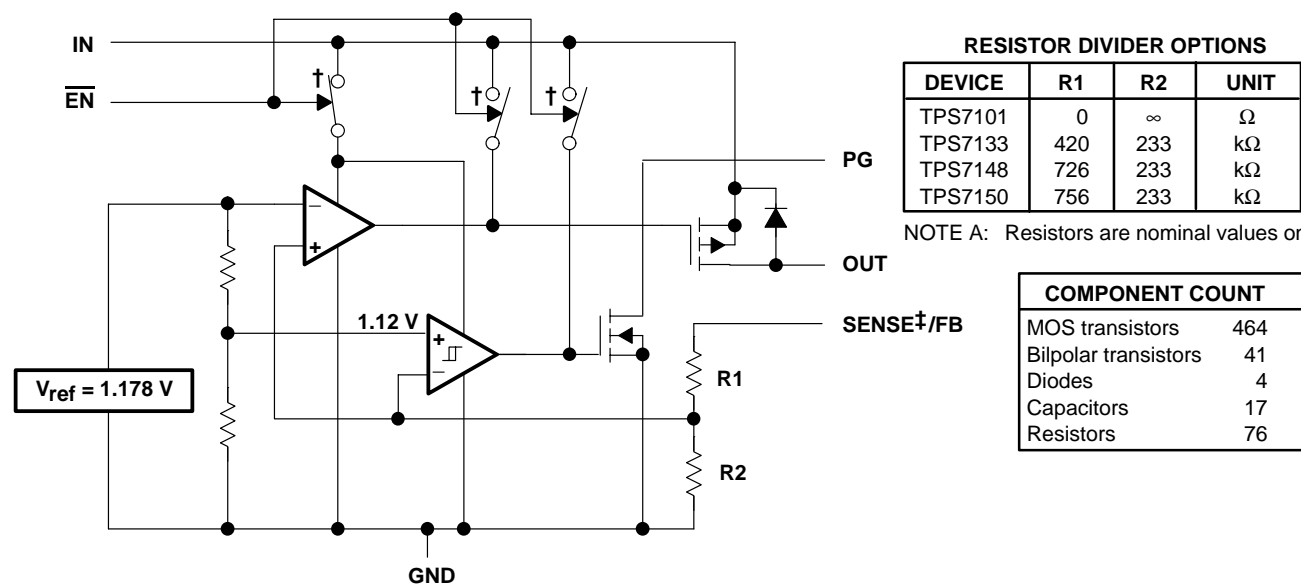 IN
EN
†
†
†
PG
OUT
1.12 V
SENSE‡/FB
Vref = 1.178 V
R1
R2
GND
−
+
+
−
RESISTOR DIVIDER OPTIONS
DEVICE R1 R2 UNIT
TPS7101 0 ∞ Ω
TPS7133 420 233 kΩ
TPS7148 726 233 kΩ
TPS7150 756 233 kΩ
NOTE A: Resistors are nominal values
COMPONENT COUNT
MOS transistors 464
Bilpolar transistors 41
Diodes 4
Capacitors 17
Resistors 76